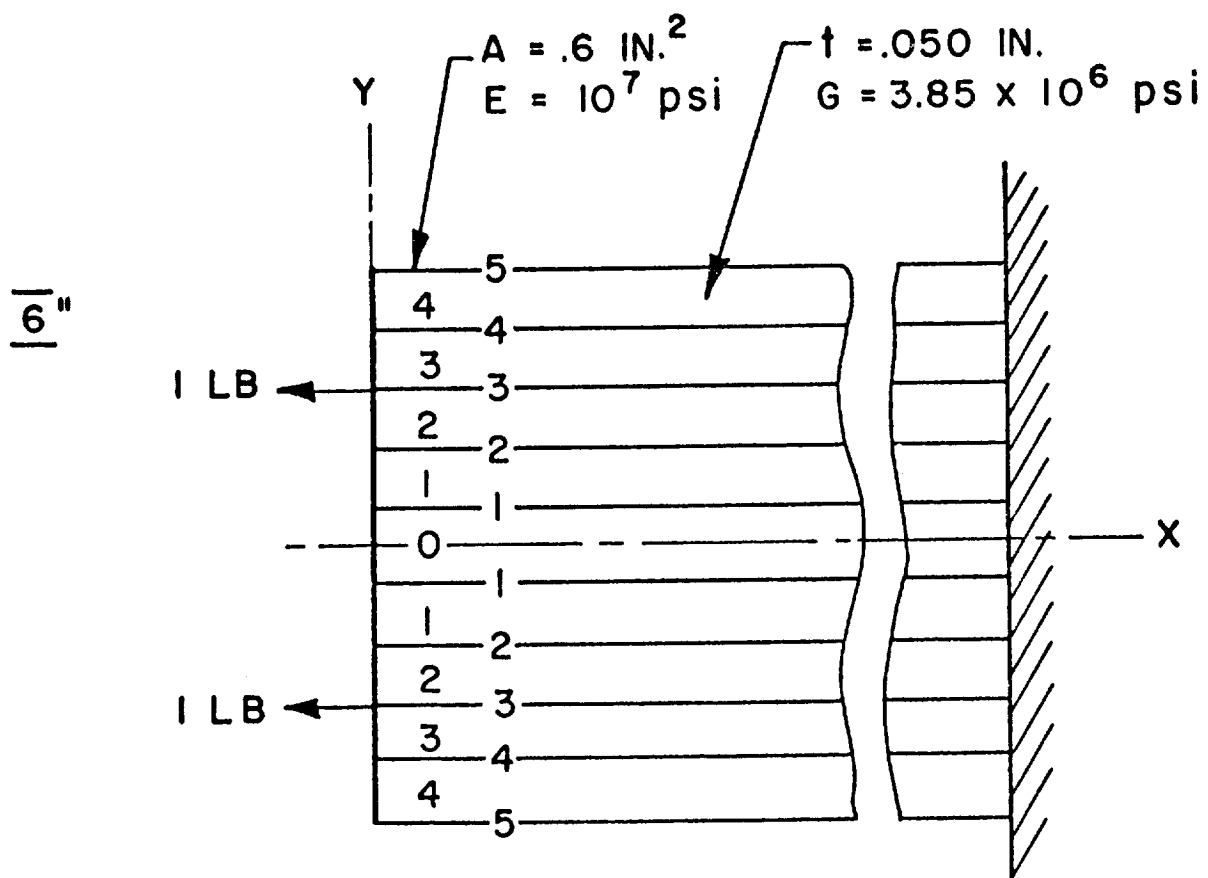 A = .6 IN.²
E = 10⁷ psi
t = .050 IN.
G = 3.85 x 10⁶ psi
Y
6"
1 LB
5
4
4
3
3
2
2
1
1
0
X
1
1
2
2
1 LB
3
3
4
4
5